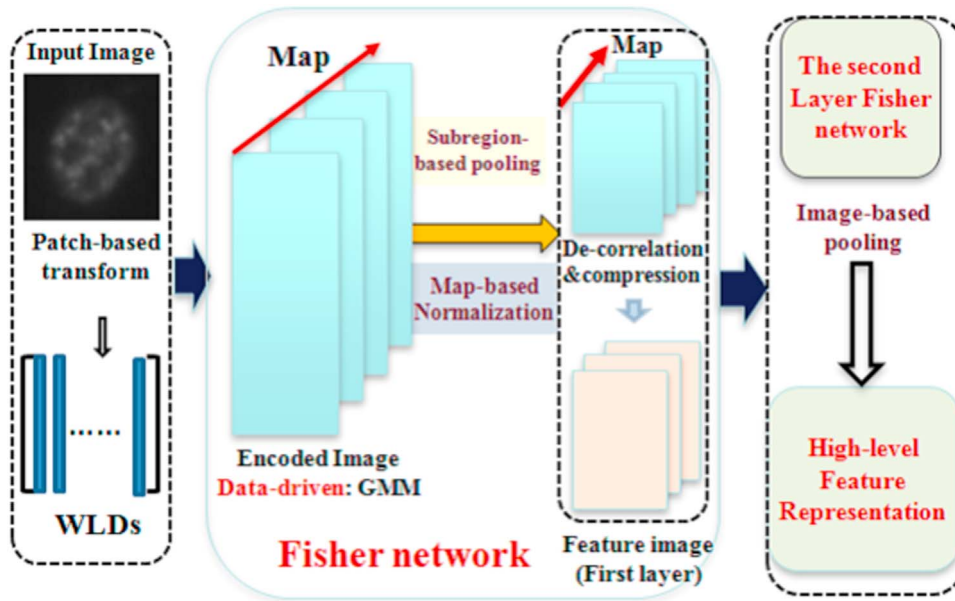 Input Image
Patch-based
transform
......
WLDs
Map
Subregion-
based pooling
Map-based
Normalization
Encoded Image
Data-driven: GMM
Fisher network
Map
De-correlation
&compression
Feature image
(First layer)
The second
Layer Fisher
network
Image-based
pooling
High-level
Feature
Representation